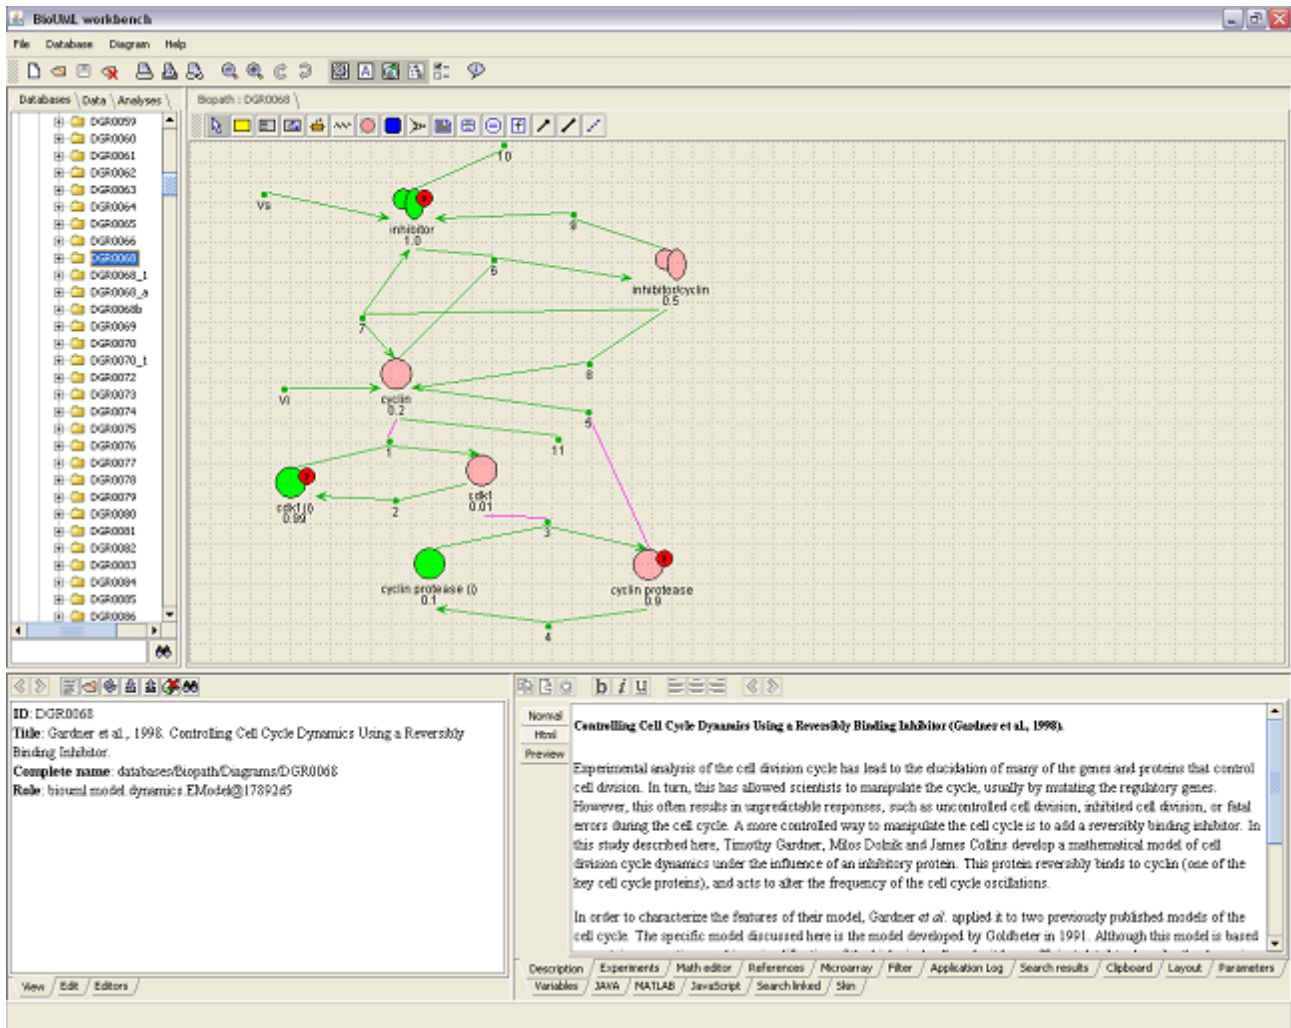 BioUML workbench
File Database Diagram Help
Databases Data Analyses
Biopath : DGR0068
DGR0059
DGR0060
DGR0061
DGR0062
DGR0063
DGR0064
DGR0065
DGR0066
DGR0068
DGR0068_t
DGR0068_a
DGR0068b
DGR0069
DGR0070
DGR0070_t
DGR0072
DGR0073
DGR0074
DGR0075
DGR0076
DGR0077
DGR0078
DGR0079
DGR0080
DGR0081
DGR0082
DGR0083
DGR0084
DGR0085
DGR0086
10
Vs
inhibitor
1.0
9
6
inhibitor/cyclin
0.5
7
8
Vi
cyclin
0.2
5
1
11
cdk1 (i)
0.99
cdk1
0.01
2
3
cyclin protease (i)
0.1
cyclin protease
0.9
4
ID: DGR0068
Title: Gardner et al., 1998. Controlling Cell Cycle Dynamics Using a Reversibly
Binding Inhibitor.
Complete name: databases/Biopath/Diagrams/DGR0068
Role: biouml.model.dynamics.EModel@1789265
View Edit Editors
b i u
Normal
Html
Preview
Controlling Cell Cycle Dynamics Using a Reversibly Binding Inhibitor (Gardner et al., 1998).
Experimental analysis of the cell division cycle has lead to the elucidation of many of the genes and proteins that control
cell division. In turn, this has allowed scientists to manipulate the cycle, usually by mutating the regulatory genes.
However, this often results in unpredictable responses, such as uncontrolled cell division, inhibited cell division, or fatal
errors during the cell cycle. A more controlled way to manipulate the cell cycle is to add a reversibly binding inhibitor. In
this study described here, Timothy Gardner, Milos Dolnik and James Collins develop a mathematical model of cell
division cycle dynamics under the influence of an inhibitory protein. This protein reversibly binds to cyclin (one of the
key cell cycle proteins), and acts to alter the frequency of the cell cycle oscillations.
In order to characterize the features of their model, Gardner et al. applied it to two previously published models of the
cell cycle. The specific model discussed here is the model developed by Goldbeter in 1991. Although this model is based
Description Experiments Math editor References Microarray Filter Application Log Search results Clipboard Layout Parameters
Variables JAVA MATLAB JavaScript Search linked Skin